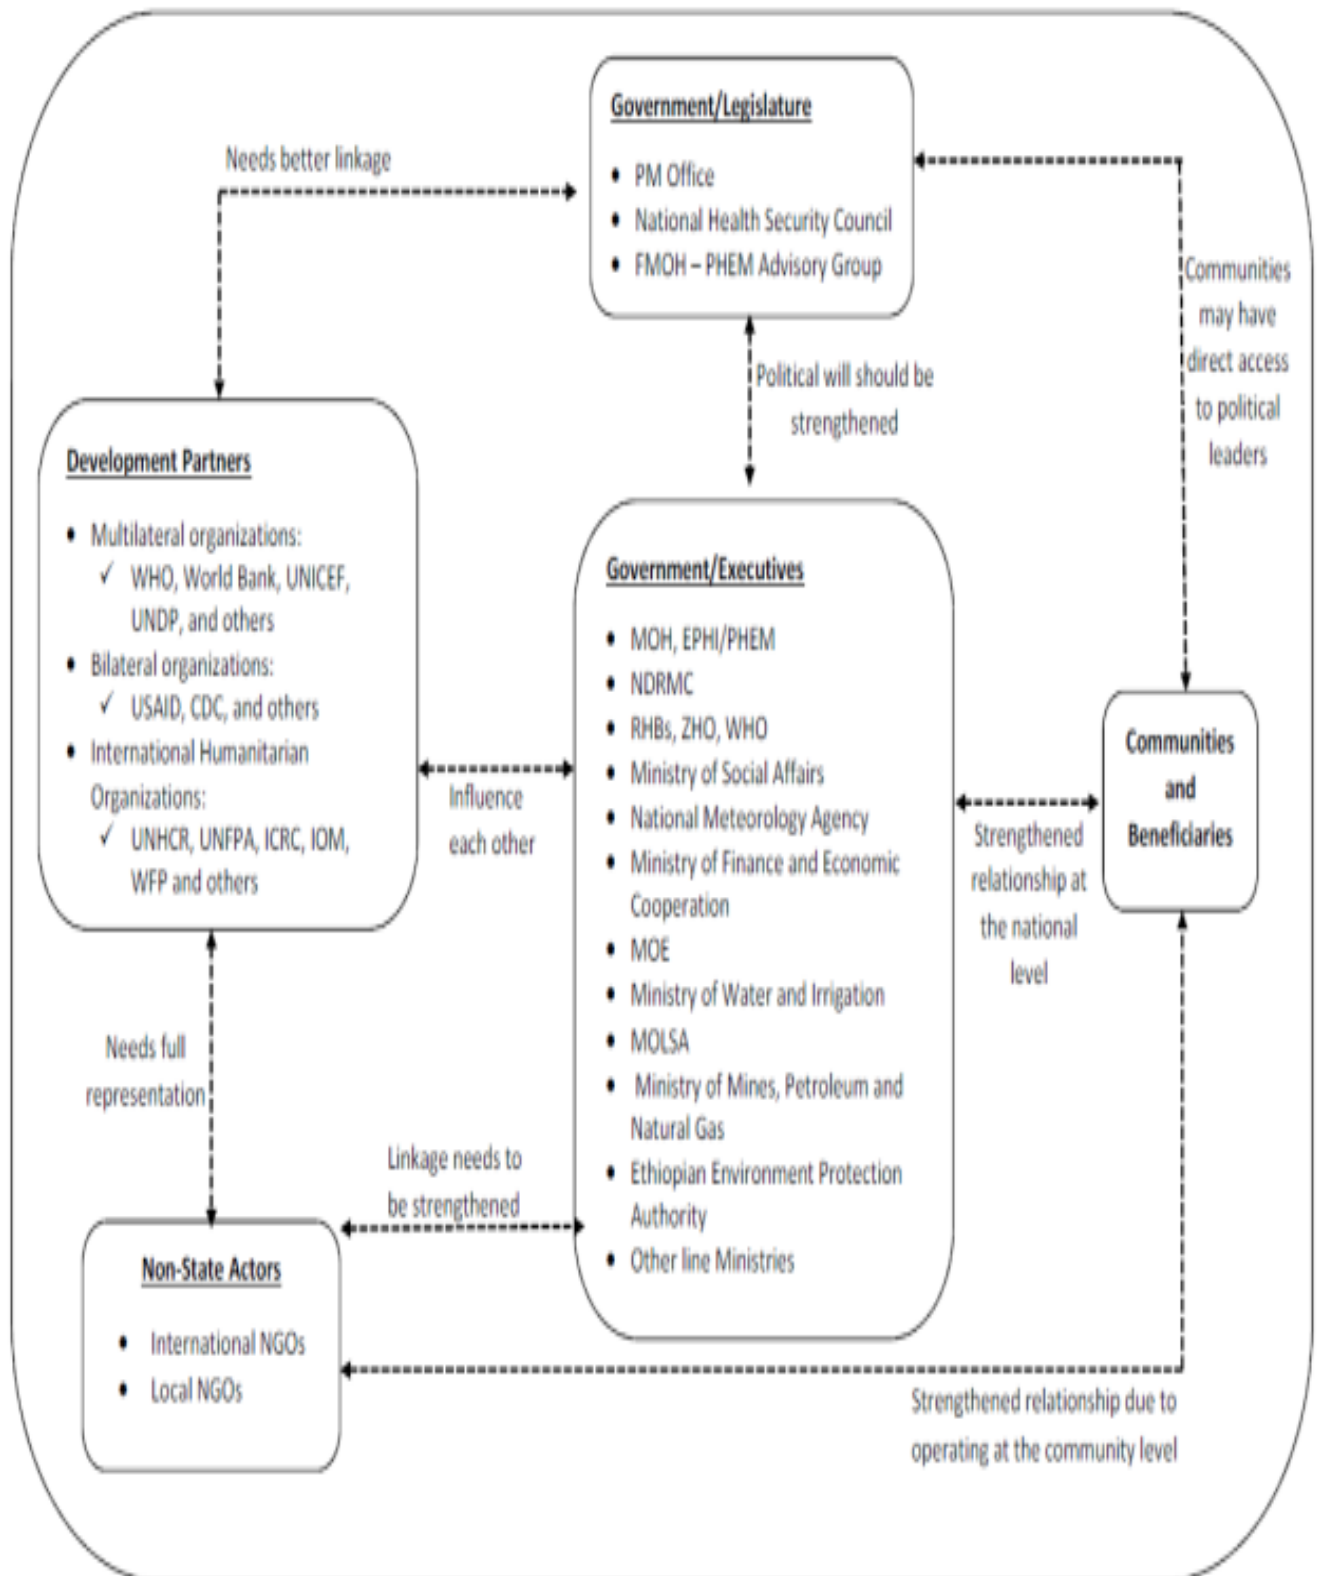 Government/Legislature
• PM Office
• National Health Security Council
• FMOH – PHEM Advisory Group
Needs better linkage
Communities
may have
direct access
to political
leaders
Political will should be
strengthened
Development Partners
• Multilateral organizations:
✓ WHO, World Bank, UNICEF,
UNDP, and others
• Bilateral organizations:
✓ USAID, CDC, and others
• International Humanitarian
Organizations:
✓ UNHCR, UNFPA, ICRC, IOM,
WFP and others
Influence
each other
Government/Executives
• MOH, EPHI/PHEM
• NDRMC
• RHBs, ZHO, WHO
• Ministry of Social Affairs
• National Meteorology Agency
• Ministry of Finance and Economic
Cooperation
• MOE
• Ministry of Water and Irrigation
• MOLSA
• Ministry of Mines, Petroleum and
Natural Gas
• Ethiopian Environment Protection
Authority
• Other line Ministries
Communities
and
Beneficiaries
Strengthened
relationship at
the national
level
Needs full
representation
Linkage needs to
be strengthened
Non-State Actors
• International NGOs
• Local NGOs
Strengthened relationship due to
operating at the community level